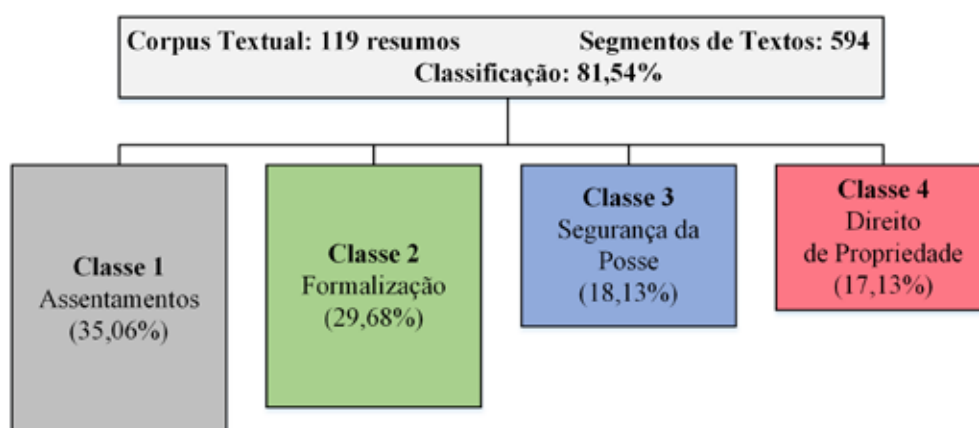 Corpus Textual: 119 resumos Segmentos de Textos: 594
Classificação: 81,54%
Classe 1
Assentamentos
(35,06%)
Classe 2
Formalização
(29,68%)
Classe 3
Segurança da
Posse
(18,13%)
Classe 4
Direito
de Propriedade
(17,13%)